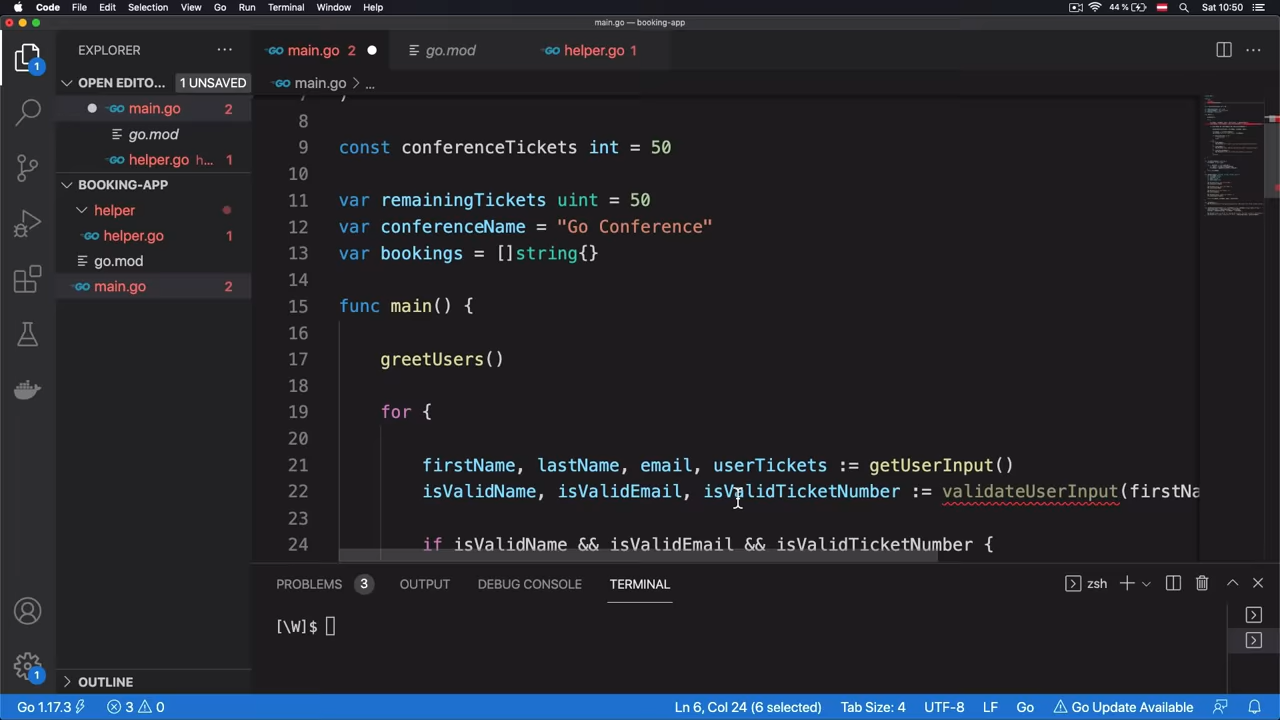 Code File Edit Selection View Go Run Terminal Window Help 44 % Sat 10:50
main.go — booking-app
EXPLORER
main.go 2
go.mod
helper.go 1
OPEN EDITO... 1 UNSAVED
main.go 2
go.mod
helper.go h... 1
BOOKING-APP
helper
helper.go 1
go.mod
main.go 2
OUTLINE
main.go > ...
8
9 const conferenceTickets int = 50
10
11 var remainingTickets uint = 50
12 var conferenceName = "Go Conference"
13 var bookings = []string{}
14
15 func main() {
16
17 greetUsers()
18
19 for {
20
21 firstName, lastName, email, userTickets := getUserInput()
22 isValidName, isValidEmail, isValidTicketNumber := validateUserInput(firstNa
23
24 if isValidName && isValidEmail && isValidTicketNumber {
PROBLEMS 3 OUTPUT DEBUG CONSOLE TERMINAL
zsh
[\W]$
1
1
Go 1.17.3 3 0 Ln 6, Col 24 (6 selected) Tab Size: 4 UTF-8 LF Go Go Update Available